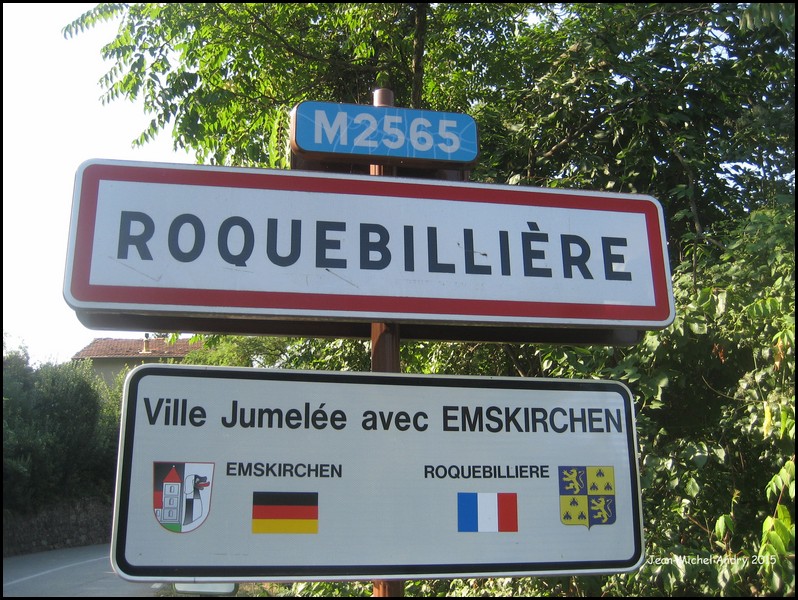 M2565
ROQUEBILLIÈRE
Ville Jumelée avec EMSKIRCHEN
EMSKIRCHEN ROQUEBILLIERE
Jean-Michel Andry, 2015